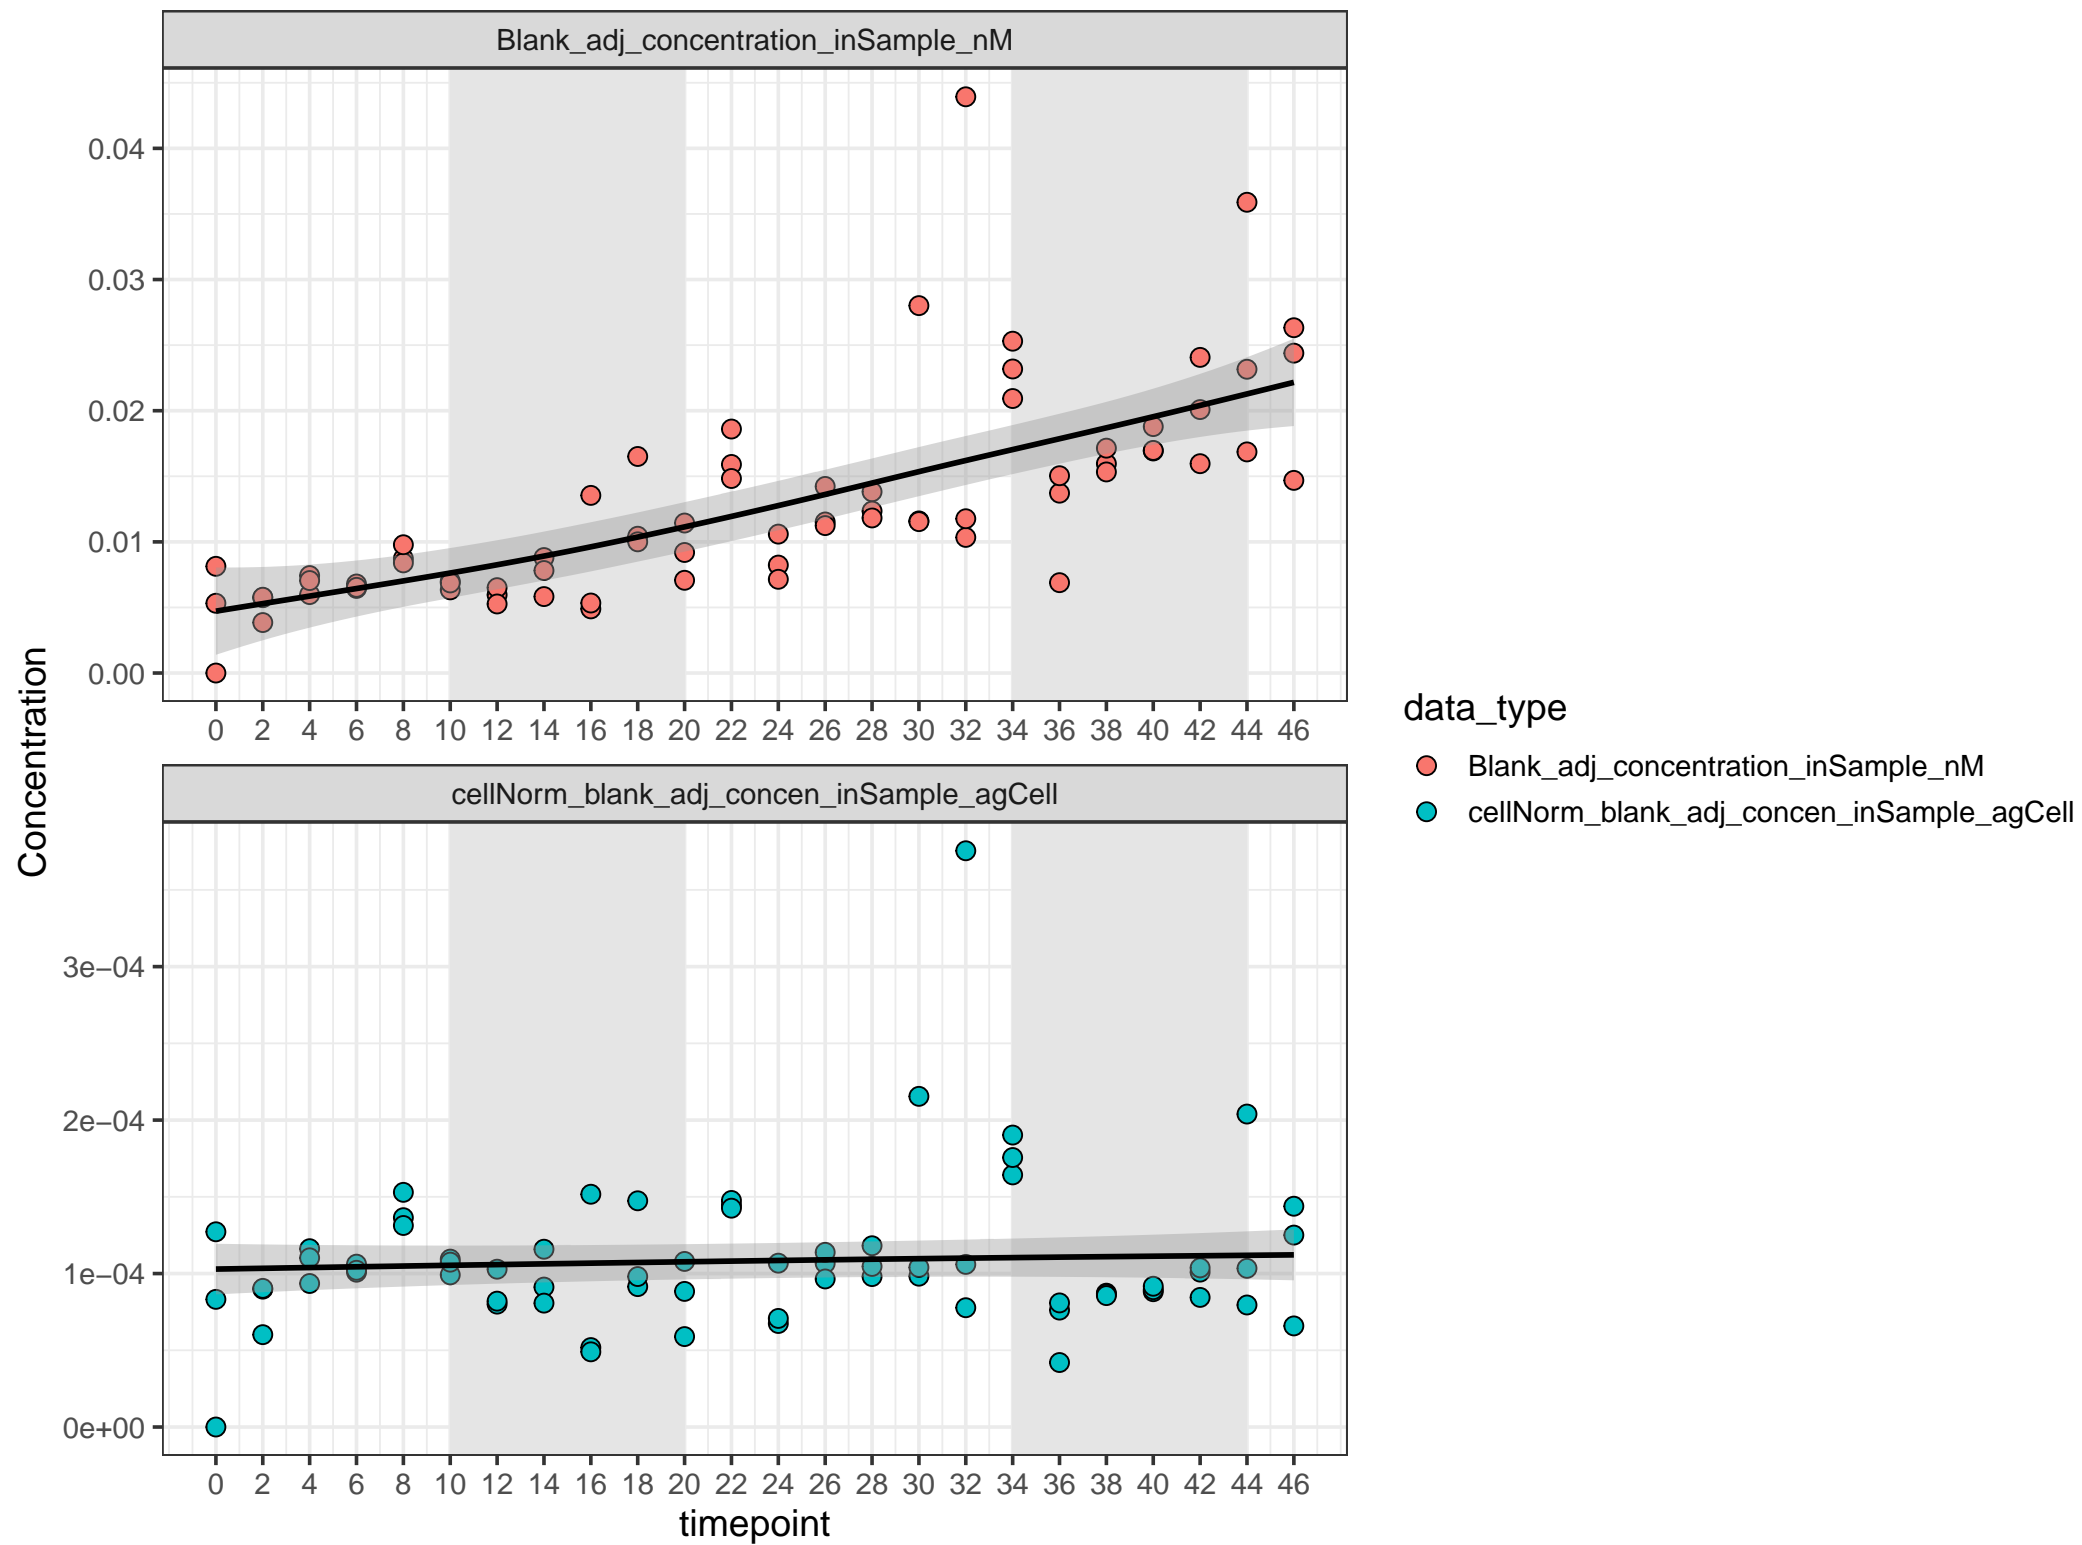 Blank_adj_concentration_inSample_nM
0.04
0.03
0.02
0.01
0.00
0 2 4 6 8 10 12 14 16 18 20 22 24 26 28 30 32 34 36 38 40 42 44 46
Concentration
cellNorm_blank_adj_concen_inSample_agCell
3e−04
2e−04
1e−04
0e+00
0 2 4 6 8 10 12 14 16 18 20 22 24 26 28 30 32 34 36 38 40 42 44 46
timepoint
data_type
Blank_adj_concentration_inSample_nM
cellNorm_blank_adj_concen_inSample_agCell